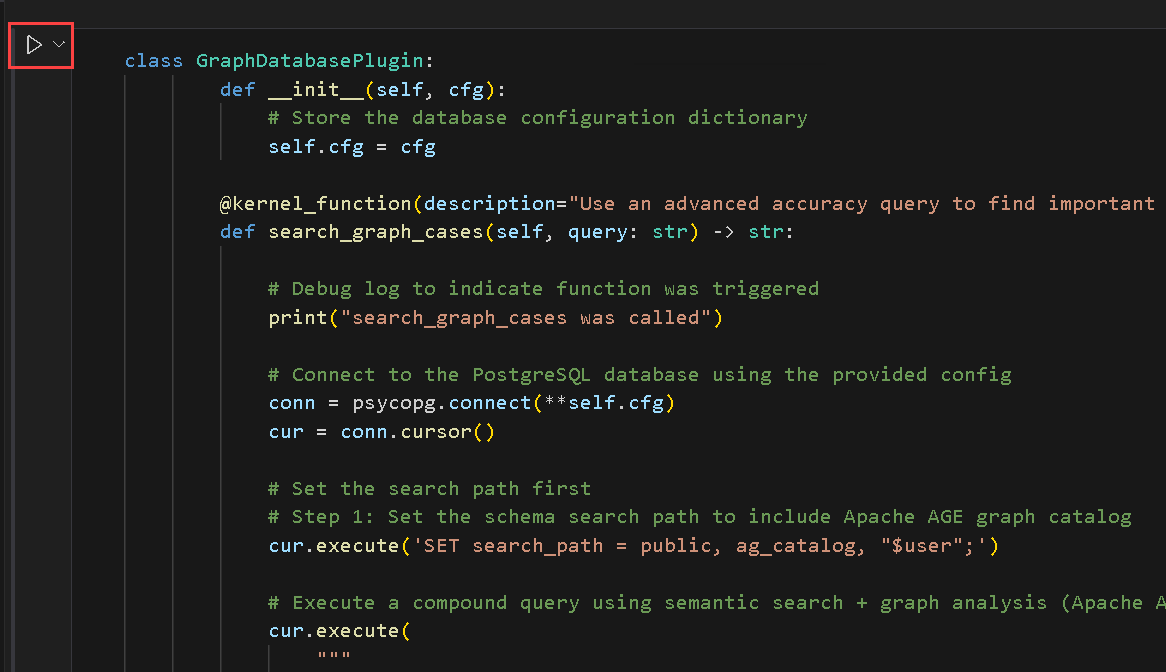 class GraphDatabasePlugin:
def __init__(self, cfg):
# Store the database configuration dictionary
self.cfg = cfg
@kernel_function(description="Use an advanced accuracy query to find important
def search_graph_cases(self, query: str) -> str:
# Debug log to indicate function was triggered
print("search_graph_cases was called")
# Connect to the PostgreSQL database using the provided config
conn = psycopg.connect(**self.cfg)
cur = conn.cursor()
# Set the search path first
# Step 1: Set the schema search path to include Apache AGE graph catalog
cur.execute('SET search_path = public, ag_catalog, "$user";')
# Execute a compound query using semantic search + graph analysis (Apache A
cur.execute(
"""